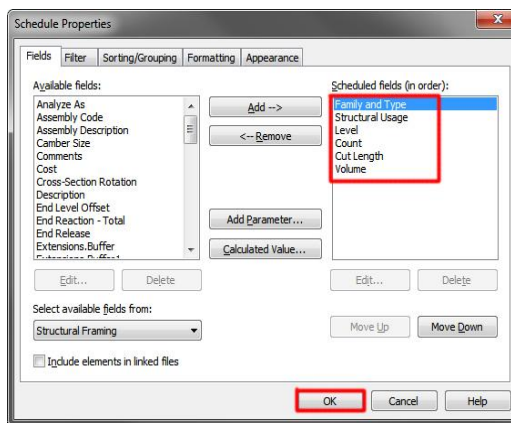 Schedule Properties
Fields Filter Sorting/Grouping Formatting Appearance
Available fields:
Analyze As
Assembly Code
Assembly Description
Camber Size
Comments
Cost
Cross-Section Rotation
Description
End Level Offset
End Reaction - Total
End Release
Extensions.Buffer
Add -->
<-- Remove
Add Parameter...
Calculated Value...
Scheduled fields (in order):
Family and Type
Structural Usage
Level
Count
Cut Length
Volume
Edit... Delete
Edit... Delete
Select available fields from:
Structural Framing
Move Up Move Down
Include elements in linked files
OK Cancel Help